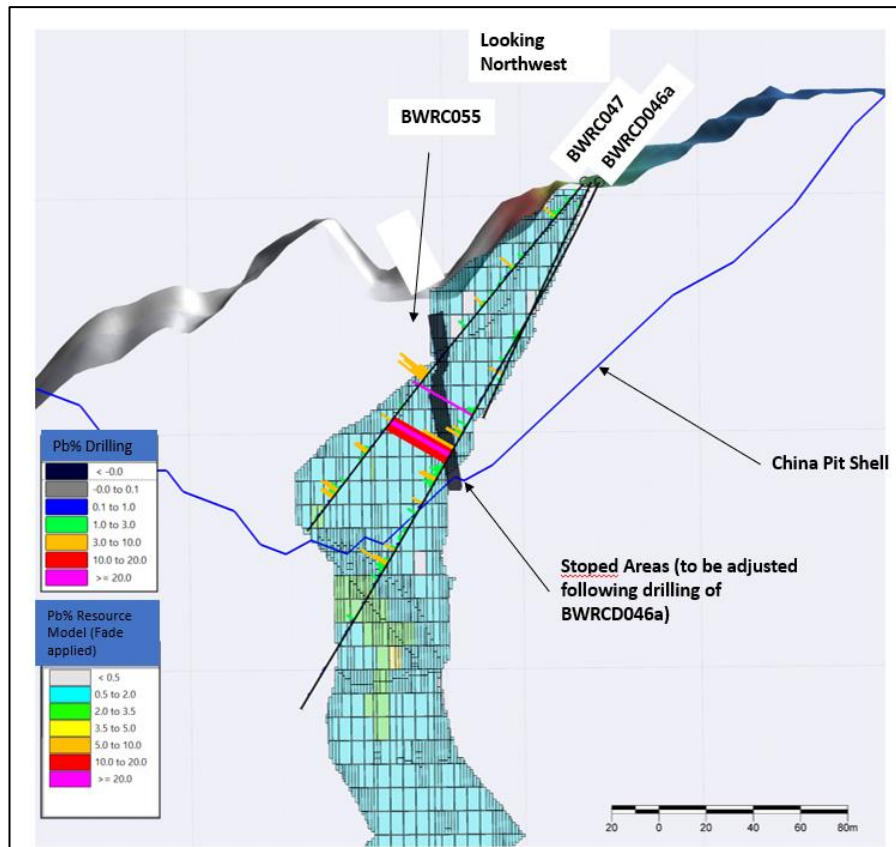 Looking
Northwest
BWRC055
BWRC047
BWRCD046a
China Pit Shell
Stoped Areas (to be adjusted
following drilling of
BWRCD046a)
Pb% Drilling
< -0.0
-0.0 to 0.1
0.1 to 1.0
1.0 to 3.0
3.0 to 10.0
10.0 to 20.0
>= 20.0
Pb% Resource
Model (Fade
applied)
< 0.5
0.5 to 2.0
2.0 to 3.5
3.5 to 5.0
5.0 to 10.0
10.0 to 20.0
>= 20.0
20 0 20 40 60 80m